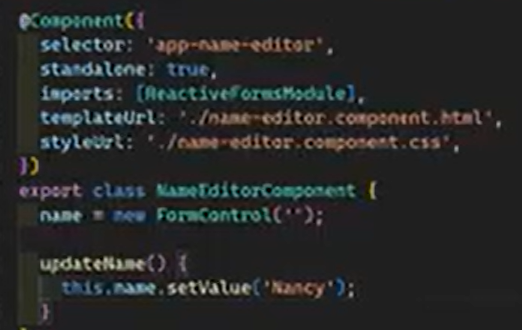 @Component({
selector: 'app-name-editor',
standalone: true,
imports: [ReactiveFormsModule],
templateUrl: './name-editor.component.html',
styleUrl: './name-editor.component.css',
})
export class NameEditorComponent {
name = new FormControl('');
updateName() {
this.name.setValue('Nancy');
}